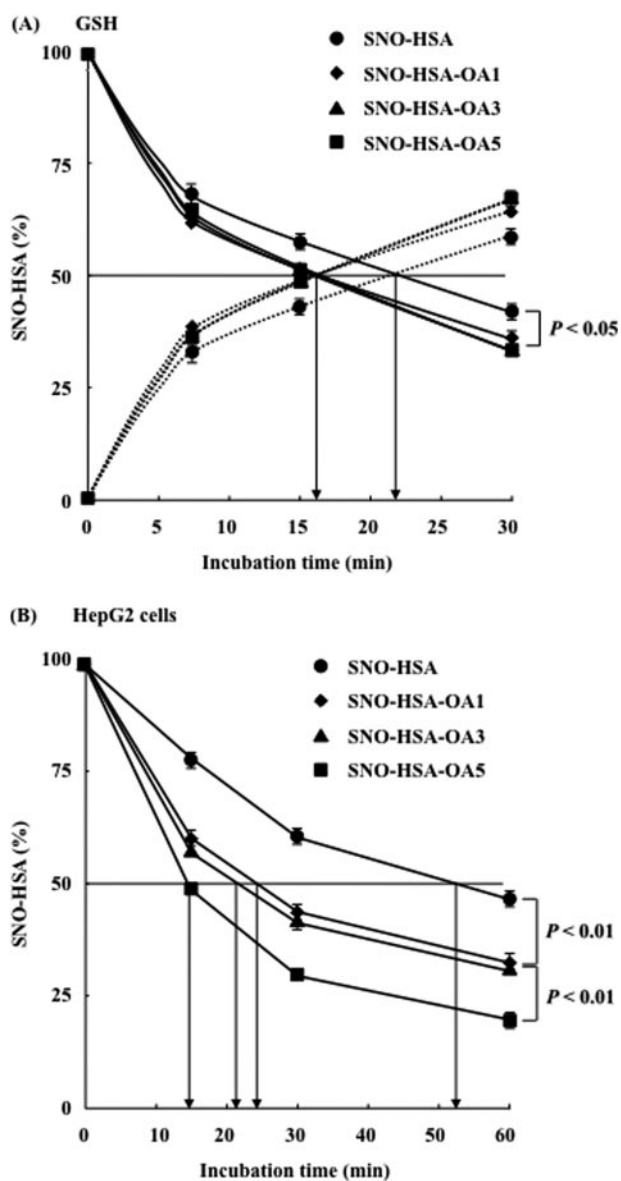 (A) GSH
SNO-HSA
SNO-HSA-OA1
SNO-HSA-OA3
SNO-HSA-OA5
100
75
50
25
0
SNO-HSA (%)
P < 0.05
0 5 10 15 20 25 30
Incubation time (min)
(B) HepG2 cells
SNO-HSA
SNO-HSA-OA1
SNO-HSA-OA3
SNO-HSA-OA5
100
75
50
25
0
SNO-HSA (%)
P < 0.01
P < 0.01
0 10 20 30 40 50 60
Incubation time (min)